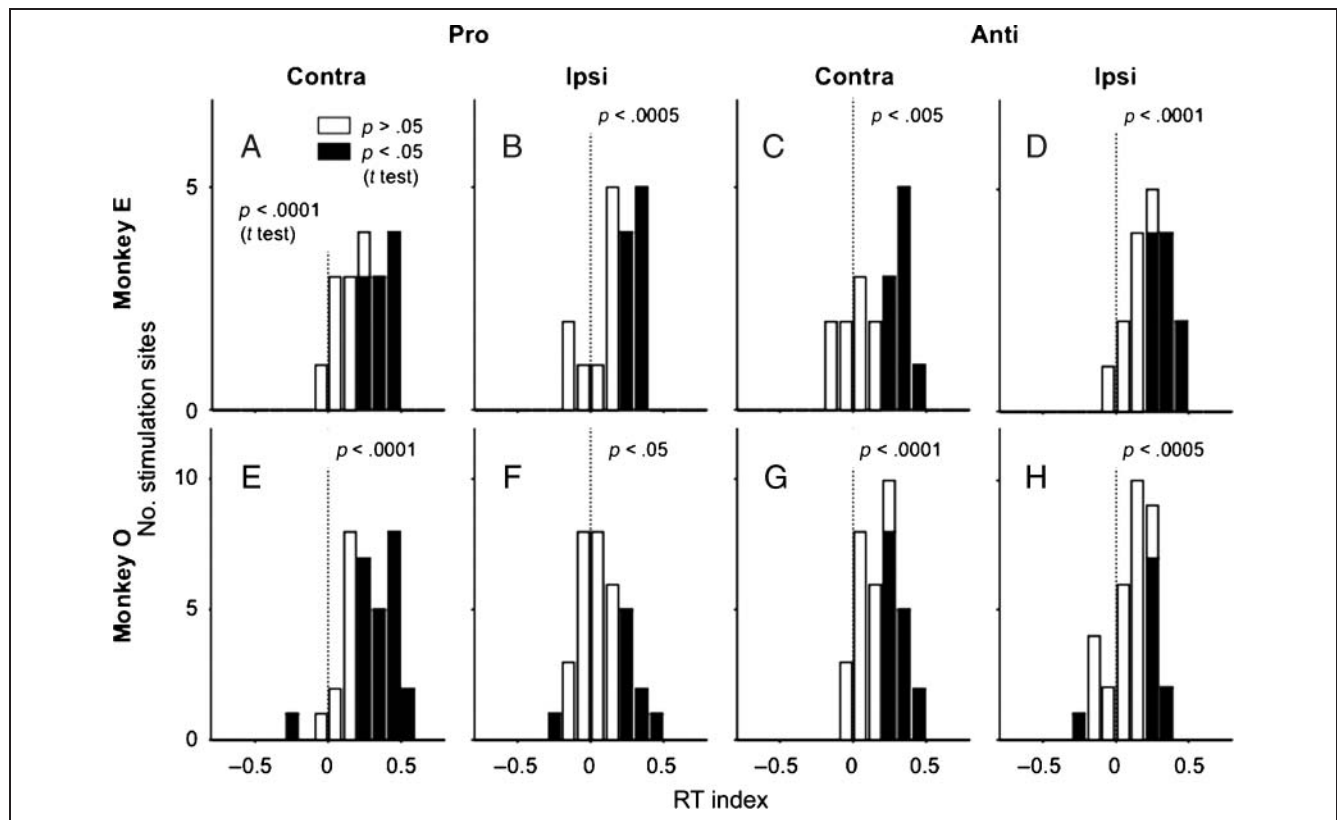 Pro
Anti
Contra
Ipsi
Contra
Ipsi
A
p > .05
p < .05
(t test)
p < .0001
(t test)
B
p < .0005
C
p < .005
D
p < .0001
5
0
Monkey E
No. stimulation sites
Monkey O
E
p < .0001
F
p < .05
G
p < .0001
H
p < .0005
10
5
0
–0.5 0 0.5
–0.5 0 0.5
–0.5 0 0.5
–0.5 0 0.5
RT index